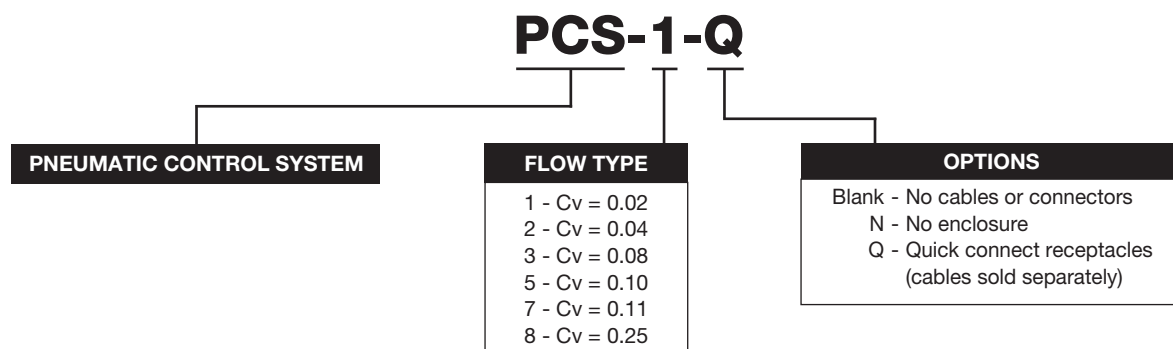 PCS-1-Q
PNEUMATIC CONTROL SYSTEM
FLOW TYPE
1 - Cv = 0.02
2 - Cv = 0.04
3 - Cv = 0.08
5 - Cv = 0.10
7 - Cv = 0.11
8 - Cv = 0.25
OPTIONS
Blank - No cables or connectors
N - No enclosure
Q - Quick connect receptacles
(cables sold separately)